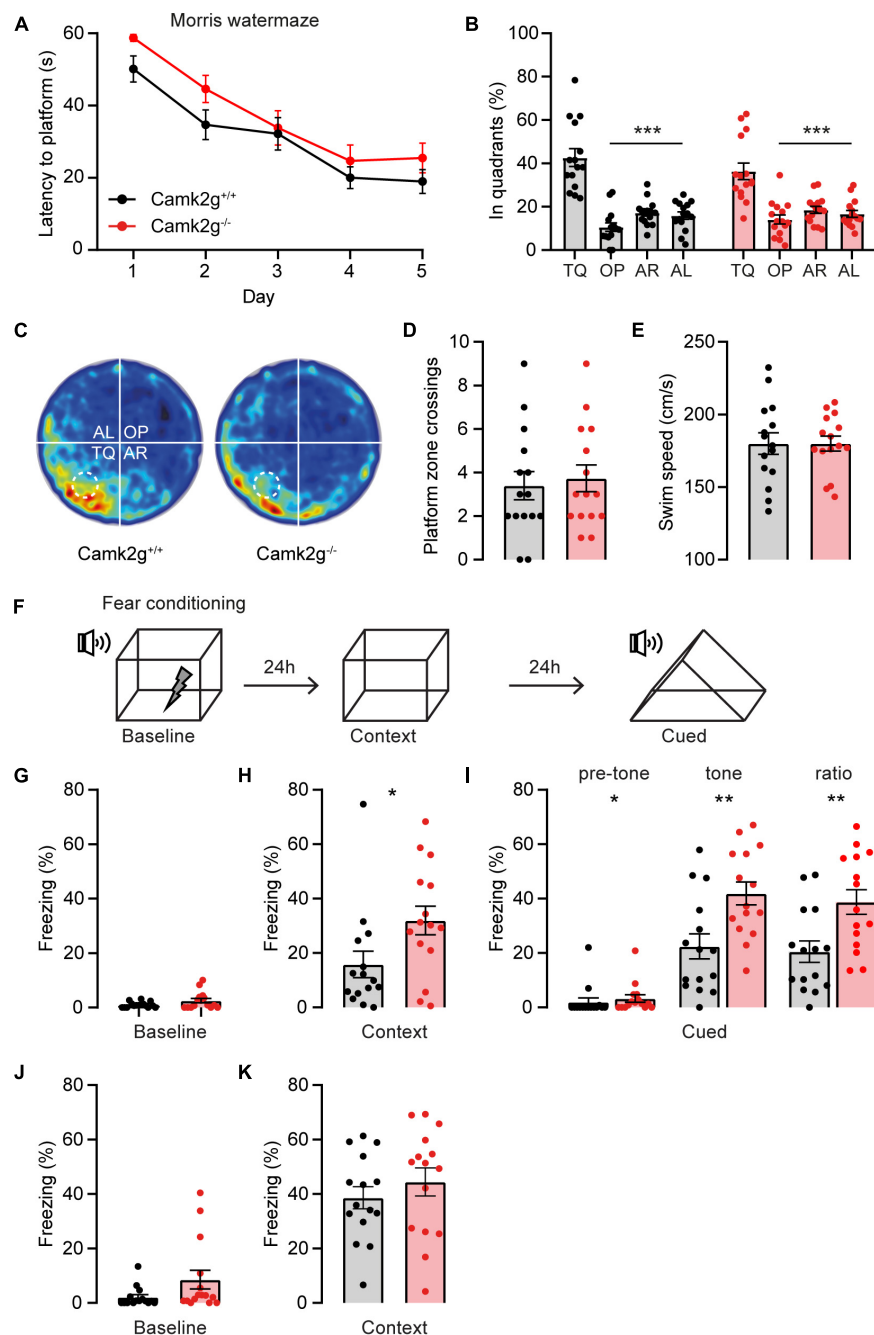 A
Morris watermaze
Latency to platform (s)
60
40
20
0
Camk2g+/+
Camk2g-/-
1 2 3 4 5
Day
B
In quadrants (%)
100
80
60
40
20
0
*** ***
TQ OP AR AL TQ OP AR AL
C
AL OP
TQ AR
Camk2g+/+ Camk2g-/-
D
Platform zone crossings
10
8
6
4
2
0
E
Swim speed (cm/s)
250
200
150
100
F
Fear conditioning
24h 24h
Baseline Context Cued
G
Freezing (%)
80
60
40
20
0
Baseline
H
Freezing (%)
80
60
40
20
0
*
Context
I
Freezing (%)
80
60
40
20
0
pre-tone tone ratio
* ** **
Cued
J
Freezing (%)
80
60
40
20
0
Baseline
K
Freezing (%)
80
60
40
20
0
Context